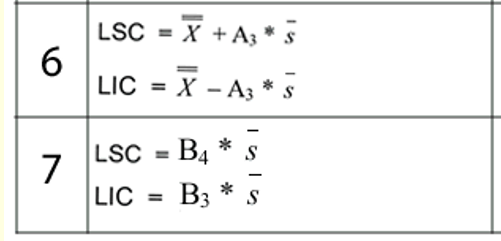 6
LSC = X̿ + A₃ * s̅
LIC = X̿ – A₃ * s̅
7
LSC = B₄ * s̅
LIC = B₃ * s̅